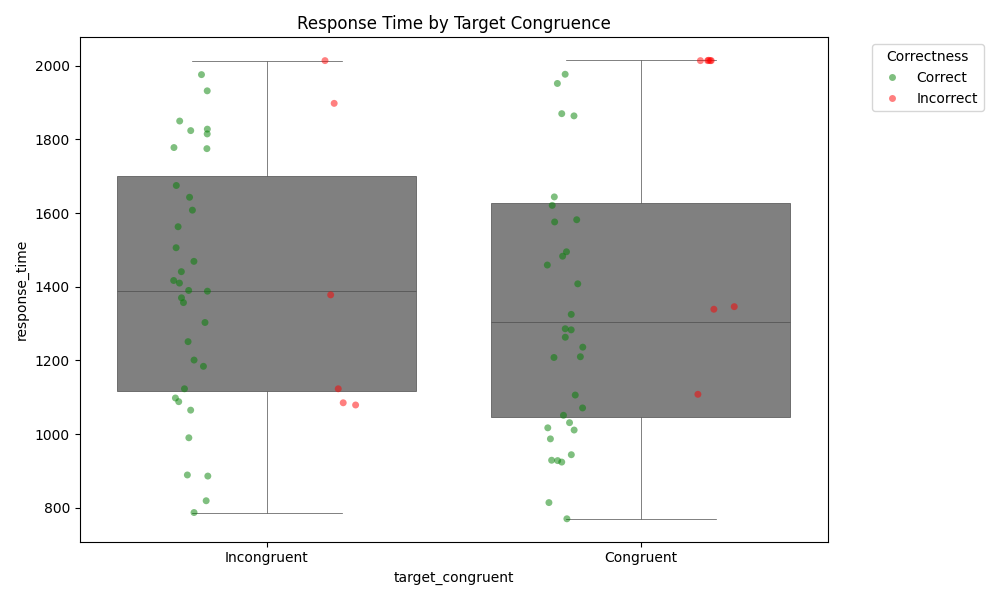 Response Time by Target Congruence
Correctness
Correct
Incorrect
2000
1800
1600
1400
1200
1000
800
response_time
Incongruent
Congruent
target_congruent